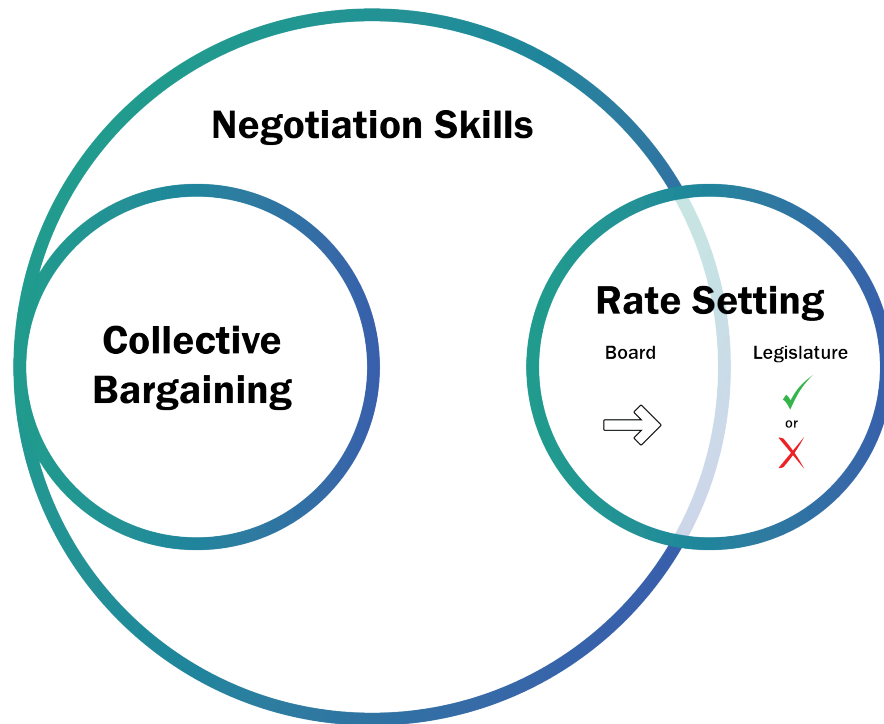 Negotiation Skills
Collective
Bargaining
Rate Setting
Board
Legislature
or